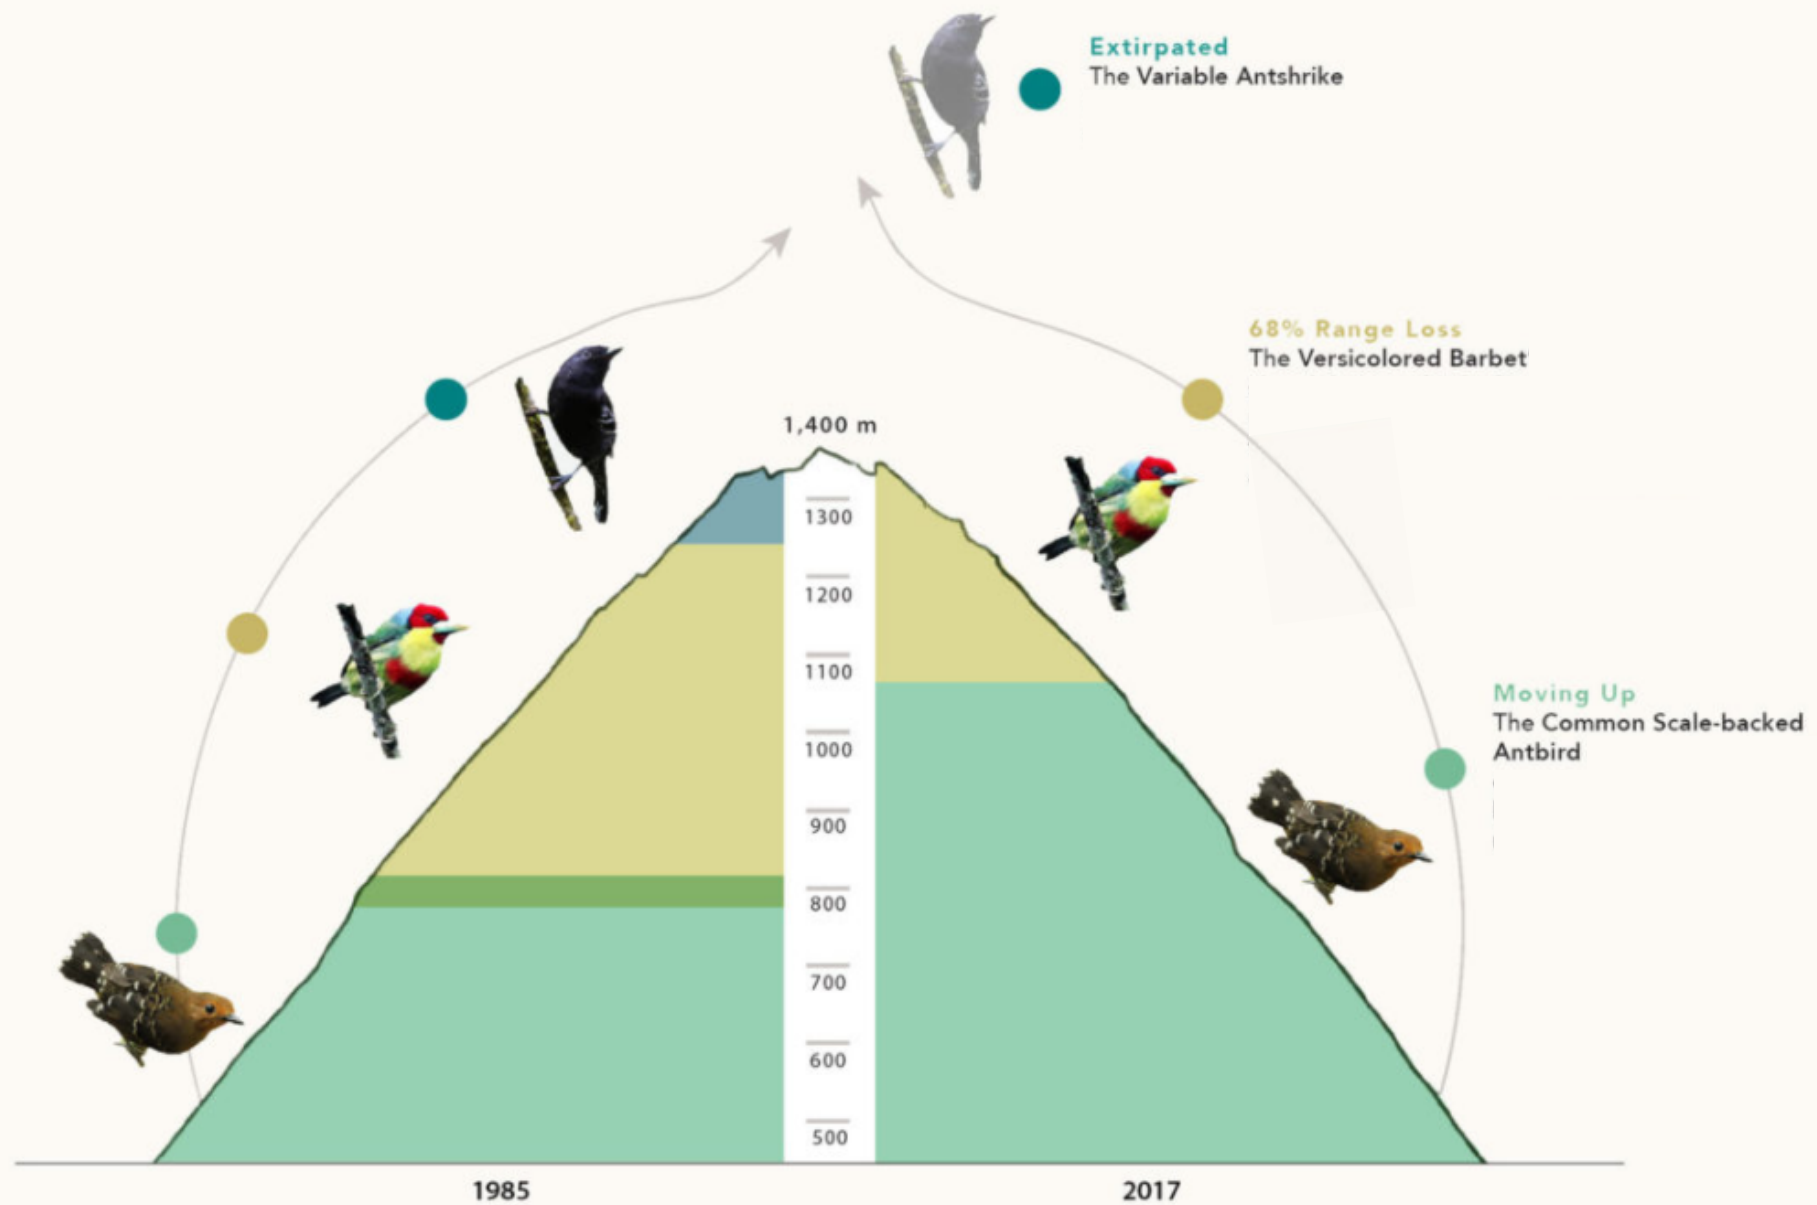 Extirpated
The Variable Antshrike
68% Range Loss
The Versicolored Barbet
1,400 m
1300
1200
1100
1000
900
800
700
600
500
Moving Up
The Common Scale-backed
Antbird
1985
2017